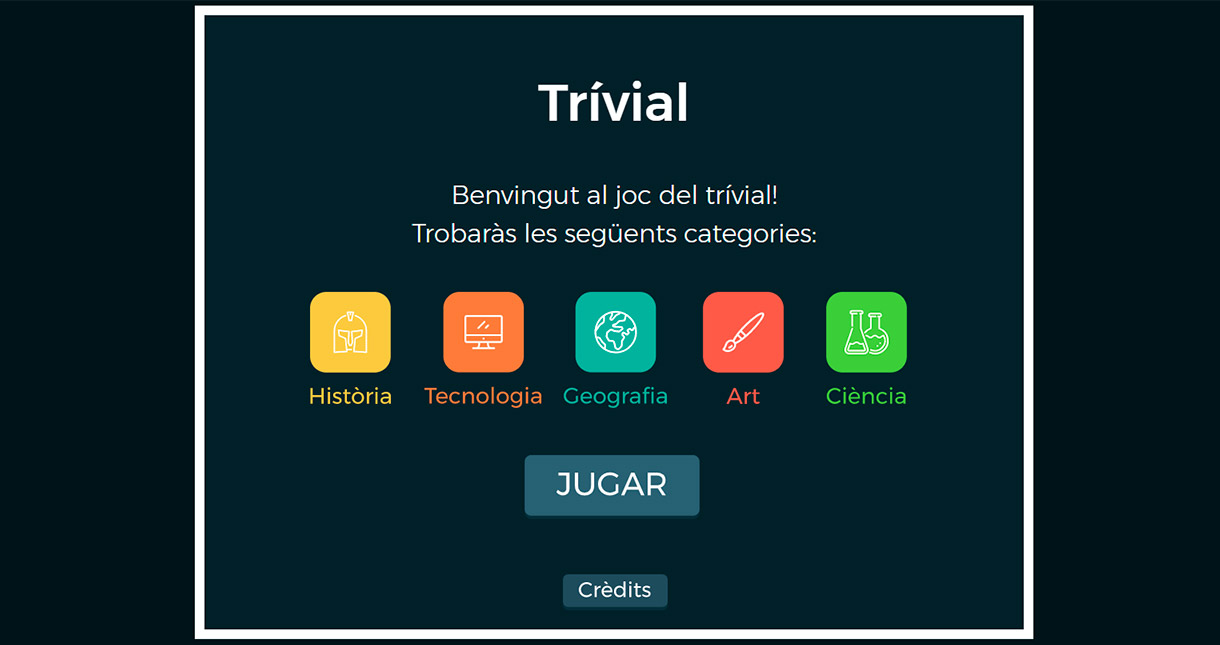 Trívial
Benvingut al joc del trívial!
Trobaràs les següents categories:
Història
Tecnologia
Geografia
Art
Ciència
JUGAR
Crèdits